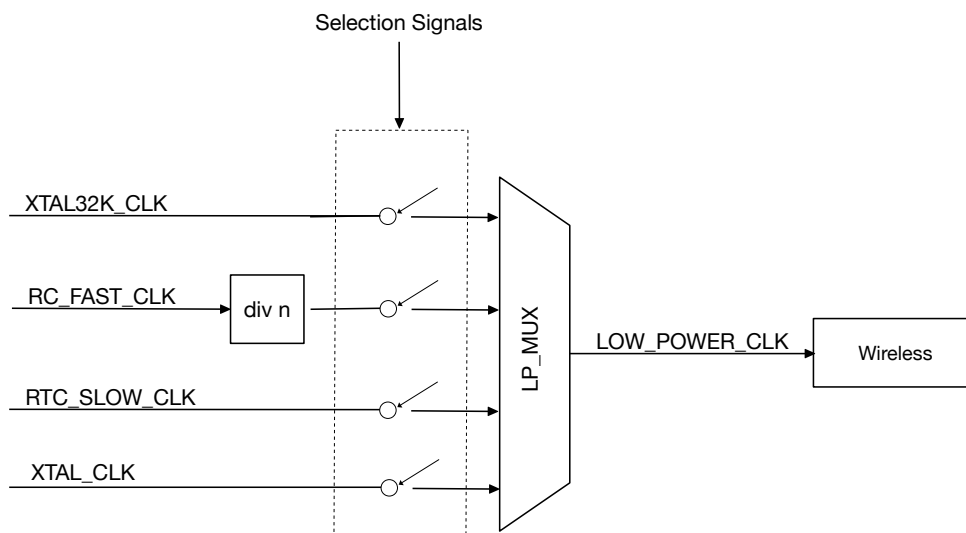 Selection Signals
XTAL32K_CLK
RC_FAST_CLK
div n
RTC_SLOW_CLK
XTAL_CLK
LP_MUX
LOW_POWER_CLK
Wireless